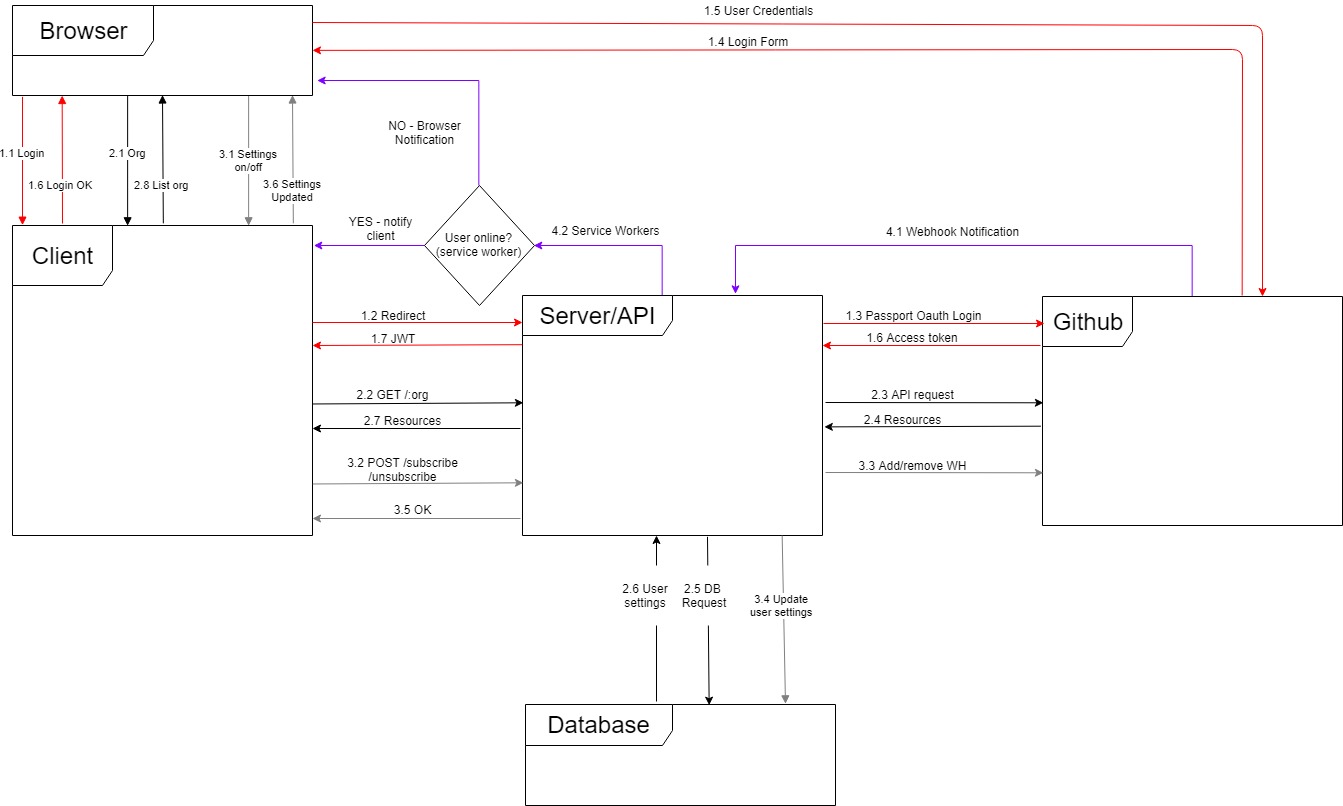 1.5 User Credentials
Browser
1.4 Login Form
NO - Browser
Notification
1.1 Login
2.1 Org
3.1 Settings
on/off
1.6 Login OK
2.8 List org
3.6 Settings
Updated
YES - notify
client
User online?
(service worker)
4.2 Service Workers
4.1 Webhook Notification
Client
1.2 Redirect
Server/API
1.3 Passport Oauth Login
Github
1.7 JWT
1.6 Access token
2.2 GET /:org
2.3 API request
2.7 Resources
2.4 Resources
3.2 POST /subscribe
/unsubscribe
3.3 Add/remove WH
3.5 OK
2.6 User
settings
2.5 DB
Request
3.4 Update
user settings
Database